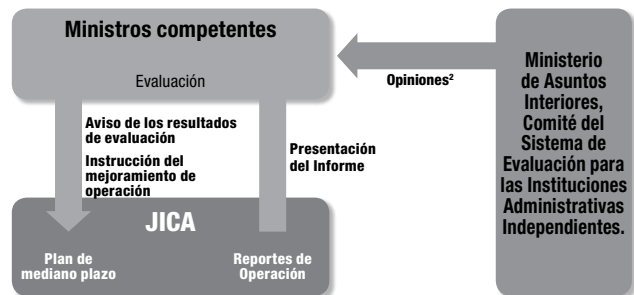 Ministros competentes
Evaluación
Aviso de los resultados
de evaluación
Instrucción del
mejoramiento de
operación
Presentación
del Informe
Opiniones²
Ministerio
de Asuntos
Interiores,
Comité del
Sistema de
Evaluación para
las Instituciones
Administrativas
Independientes.
JICA
Plan de
mediano plazo
Reportes de
Operación